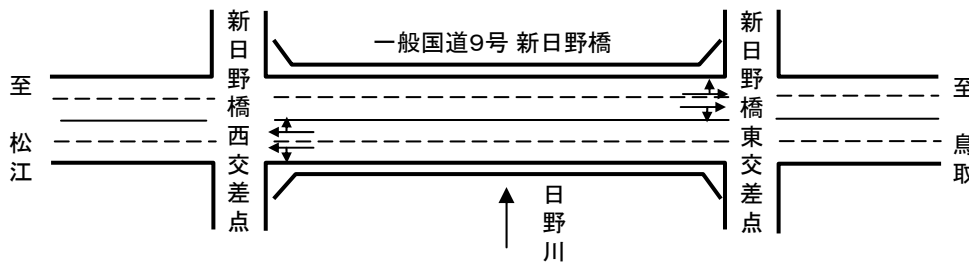 一般国道9号 新日野橋
至 松江
新日野橋西交差点
新日野橋東交差点
至 鳥取
日野川